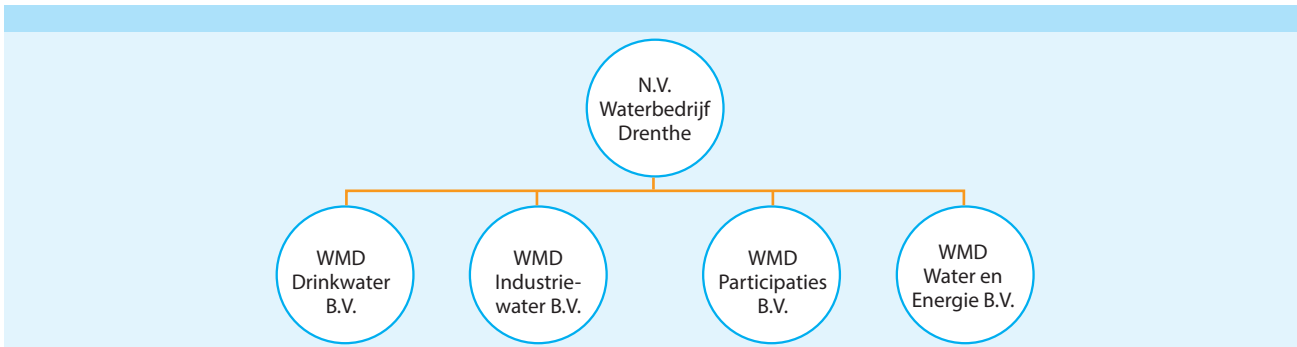 N.V.
Waterbedrijf
Drenthe
WMD
Drinkwater
B.V.
WMD
Industrie-
water B.V.
WMD
Participaties
B.V.
WMD
Water en
Energie B.V.